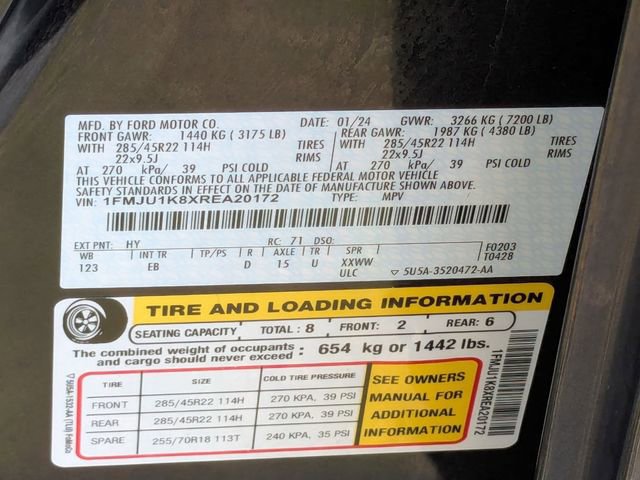 MFD. BY FORD MOTOR CO. DATE: 01/24 GVWR: 3266 KG ( 7200 LB)
FRONT GAWR: 1440 KG ( 3175 LB) REAR GAWR: 1987 KG ( 4380 LB)
WITH 285/45R22 114H TIRES WITH 285/45R22 114H TIRES
22x9.5J RIMS 22x9.5J RIMS
AT 270 kPa/ 39 PSI COLD AT 270 kPa/ 39 PSI COLD
THIS VEHICLE CONFORMS TO ALL APPLICABLE FEDERAL MOTOR VEHICLE
SAFETY STANDARDS IN EFFECT ON THE DATE OF MANUFACTURE SHOWN ABOVE.
VIN: 1FMJU1K8XREA20172 TYPE: MPV
EXT PNT: HY RC: 71 DSO:
WB INT TR TP/PS R AXLE TR SPR F0203
123 EB D 15 U XXWW T0428
ULC 5U5A-3520472-AA
TIRE AND LOADING INFORMATION
SEATING CAPACITY TOTAL : 8 FRONT: 2 REAR: 6
The combined weight of occupants and cargo should never exceed : 654 kg or 1442 lbs.
TIRE SIZE COLD TIRE PRESSURE
FRONT 285/45R22 114H 270 KPA, 39 PSI
REAR 285/45R22 114H 270 KPA, 39 PSI
SPARE 255/70R18 113T 240 KPA, 35 PSI
SEE OWNERS
MANUAL FOR
ADDITIONAL
INFORMATION
1FMJU1K8XREA20172